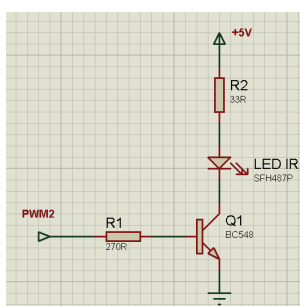 +5V
R2
33R
LED IR
SFH487P
PWM2
R1
270R
Q1
BC548